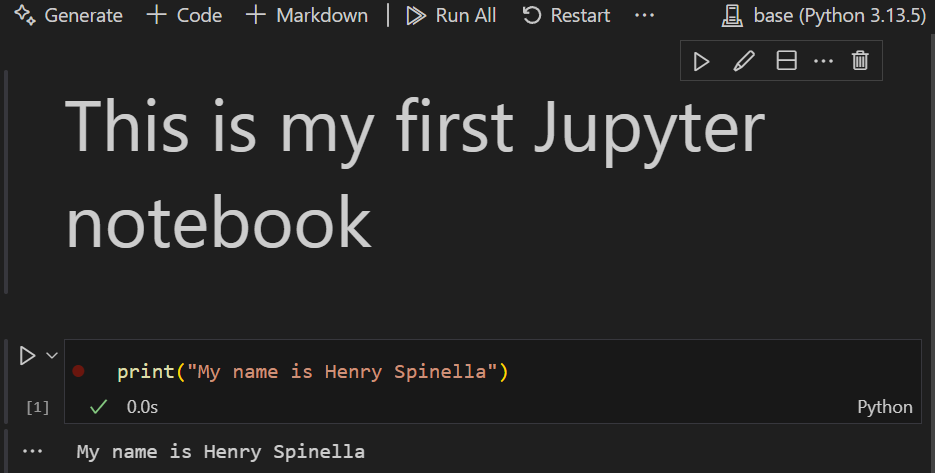 Generate + Code + Markdown | Run All Restart ... base (Python 3.13.5)
...
This is my first Jupyter
notebook
print("My name is Henry Spinella")
[1] ✓ 0.0s Python
... My name is Henry Spinella